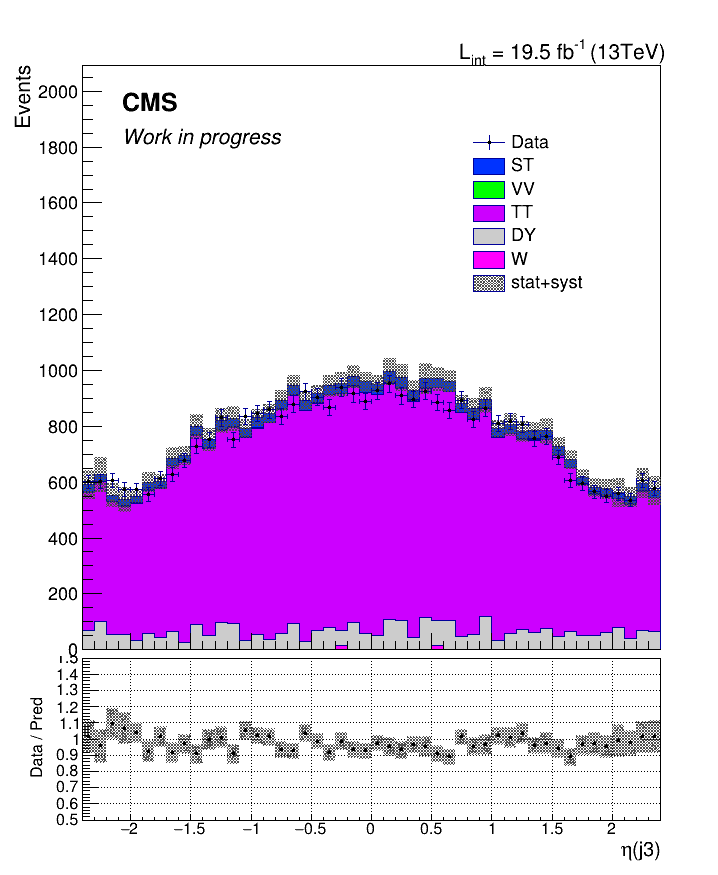 L_int = 19.5 fb^-1 (13TeV)
Events
CMS
Work in progress
2000
1800
1600
1400
1200
1000
800
600
400
200
0
Data
ST
VV
TT
DY
W
stat+syst
Data / Pred
1.5
1.4
1.3
1.2
1.1
1
0.9
0.8
0.7
0.6
0.5
−2 −1.5 −1 −0.5 0 0.5 1 1.5 2
η(j3)